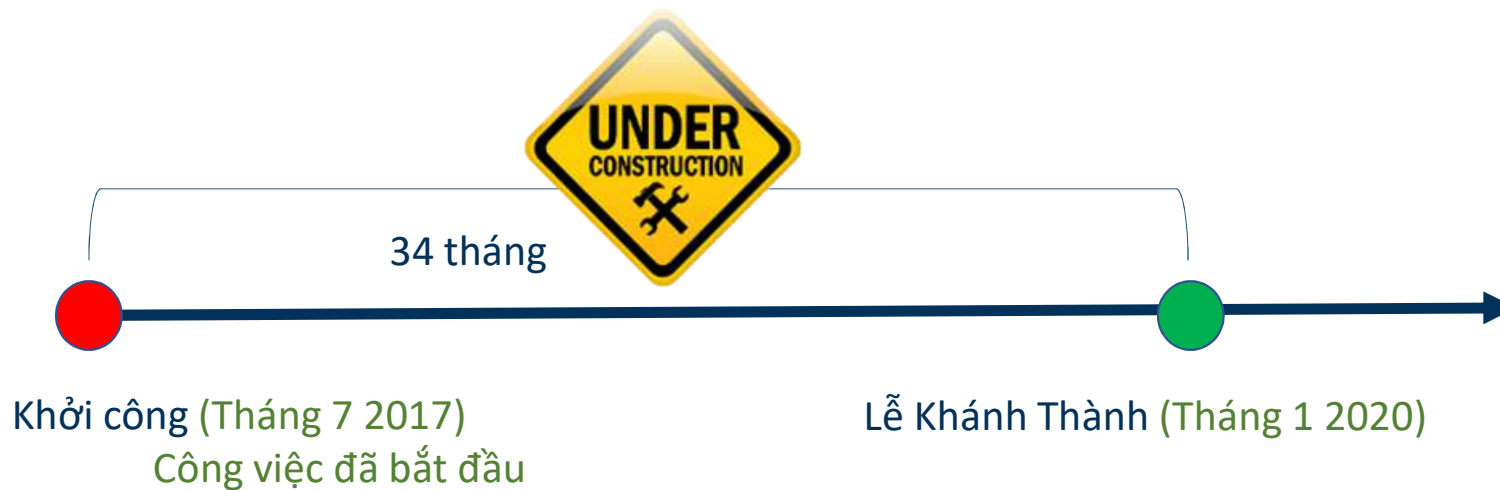 UNDER
CONSTRUCTION
34 tháng
Khởi công (Tháng 7 2017)
Công việc đã bắt đầu
Lễ Khánh Thành (Tháng 1 2020)